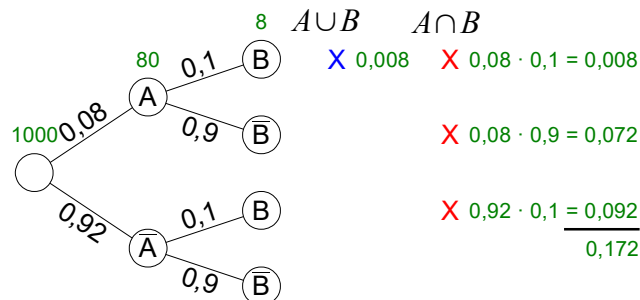 8 A∪B A∩B
80 0,1 B X 0,008 X 0,08 · 0,1 = 0,008
A
1000 0,08 0,9 B̅ X 0,08 · 0,9 = 0,072
0,92 0,1 B X 0,92 · 0,1 = 0,092
A̅ 0,172
0,9 B̅